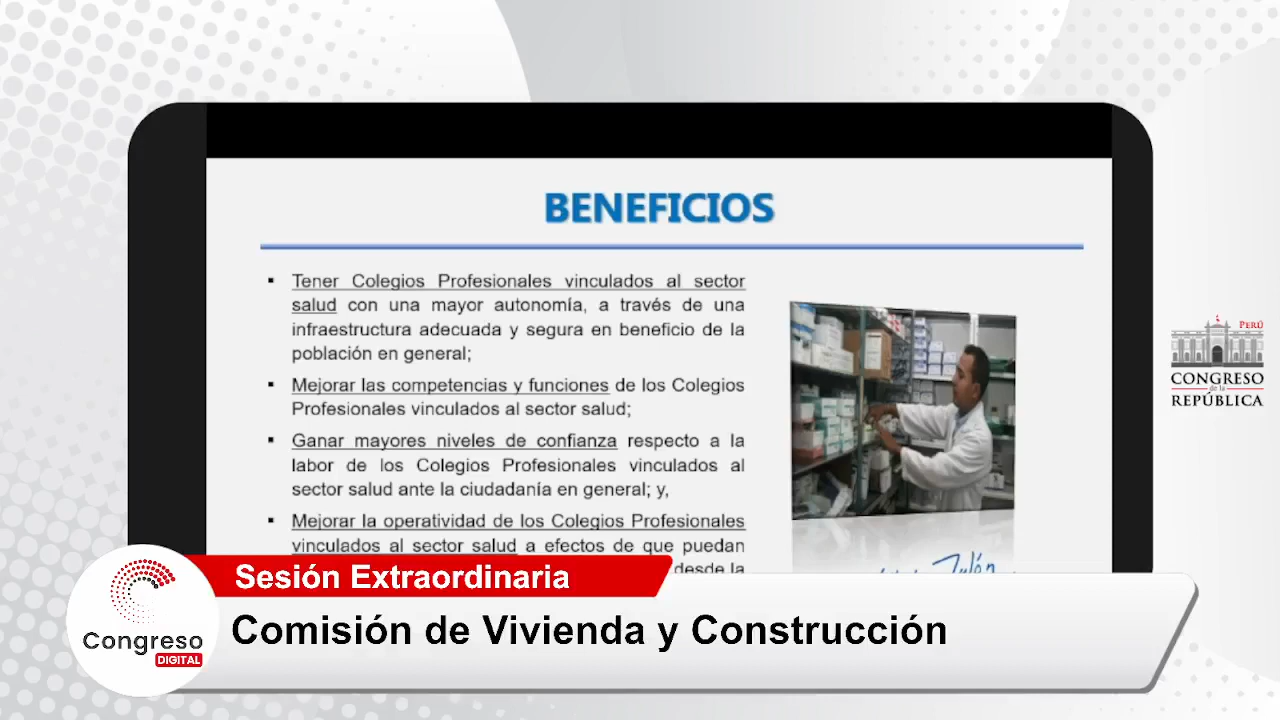 BENEFICIOS
▪ Tener Colegios Profesionales vinculados al sector
salud con una mayor autonomía, a través de una
infraestructura adecuada y segura en beneficio de la
población en general;
▪ Mejorar las competencias y funciones de los Colegios
Profesionales vinculados al sector salud;
▪ Ganar mayores niveles de confianza respecto a la
labor de los Colegios Profesionales vinculados al
sector salud ante la ciudadanía en general; y,
▪ Mejorar la operatividad de los Colegios Profesionales
vinculados al sector salud a efectos de que puedan
desde la
PERÚ
CONGRESO
de la
REPÚBLICA
Sesión Extraordinaria
Comisión de Vivienda y Construcción
Congreso
DIGITAL